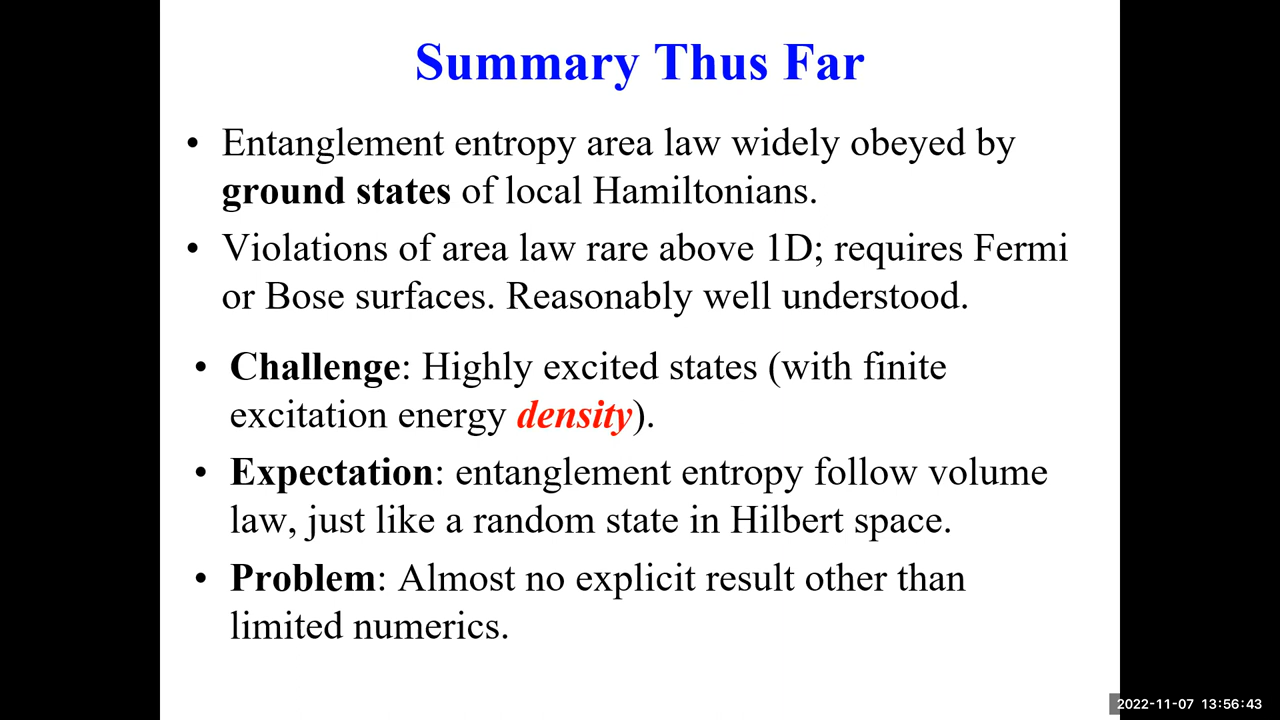 Summary Thus Far
• Entanglement entropy area law widely obeyed by
ground states of local Hamiltonians.
• Violations of area law rare above 1D; requires Fermi
or Bose surfaces. Reasonably well understood.
• Challenge: Highly excited states (with finite
excitation energy density).
• Expectation: entanglement entropy follow volume
law, just like a random state in Hilbert space.
• Problem: Almost no explicit result other than
limited numerics.
2022-11-07 13:56:43